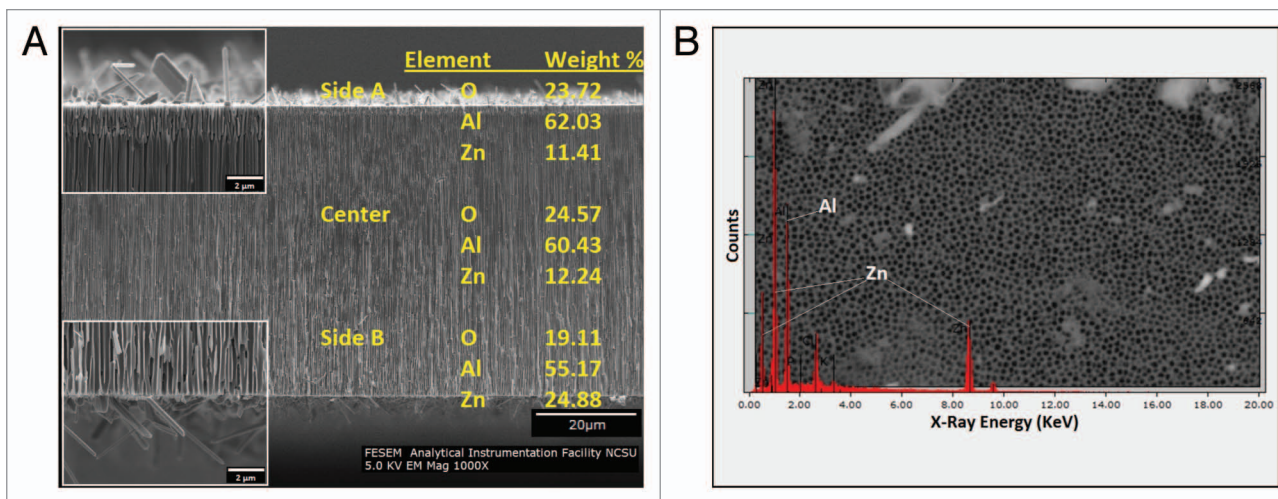 A
Element Weight %
Side A O 23.72
Al 62.03
Zn 11.41
Center O 24.57
Al 60.43
Zn 12.24
Side B O 19.11
Al 55.17
Zn 24.88
2 µm
2 µm
20µm
FESEM Analytical Instrumentation Facility NCSU
5.0 KV EM Mag 1000X
B
Al
Zn
Counts
0.00 2.00 4.00 6.00 8.00 10.00 12.00 14.00 16.00 18.00 20.00
X-Ray Energy (KeV)